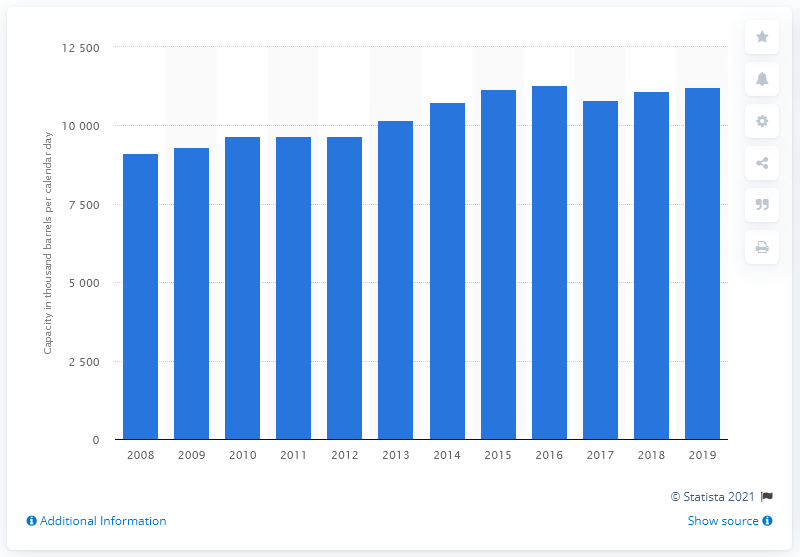 Capacity in thousand barrels per calendar day
12 500
10 000
7 500
5 000
2 500
0
2008 2009 2010 2011 2012 2013 2014 2015 2016 2017 2018 2019
© Statista 2021
Additional Information
Show source